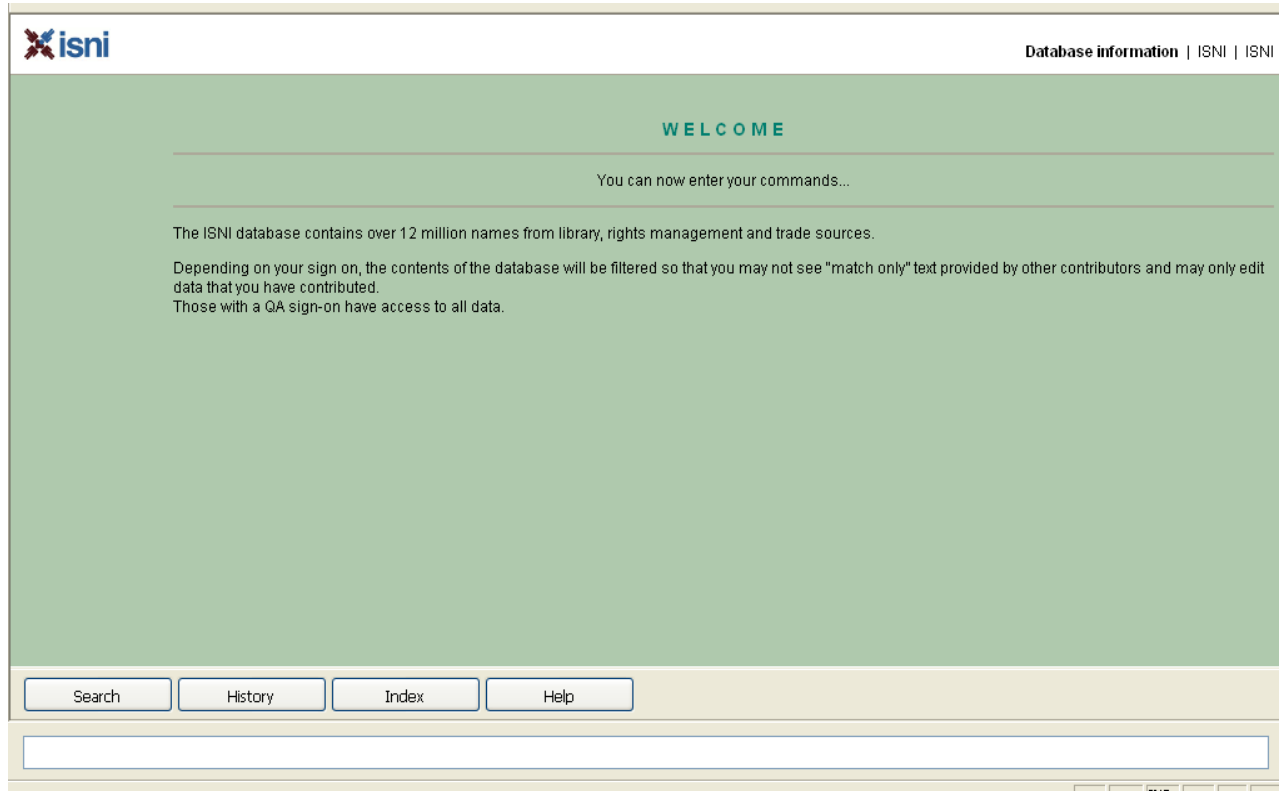 isni
Database information | ISNI | ISNI
WELCOME
You can now enter your commands...
The ISNI database contains over 12 million names from library, rights management and trade sources.
Depending on your sign on, the contents of the database will be filtered so that you may not see "match only" text provided by other contributors and may only edit
data that you have contributed.
Those with a QA sign-on have access to all data.
Search History Index Help